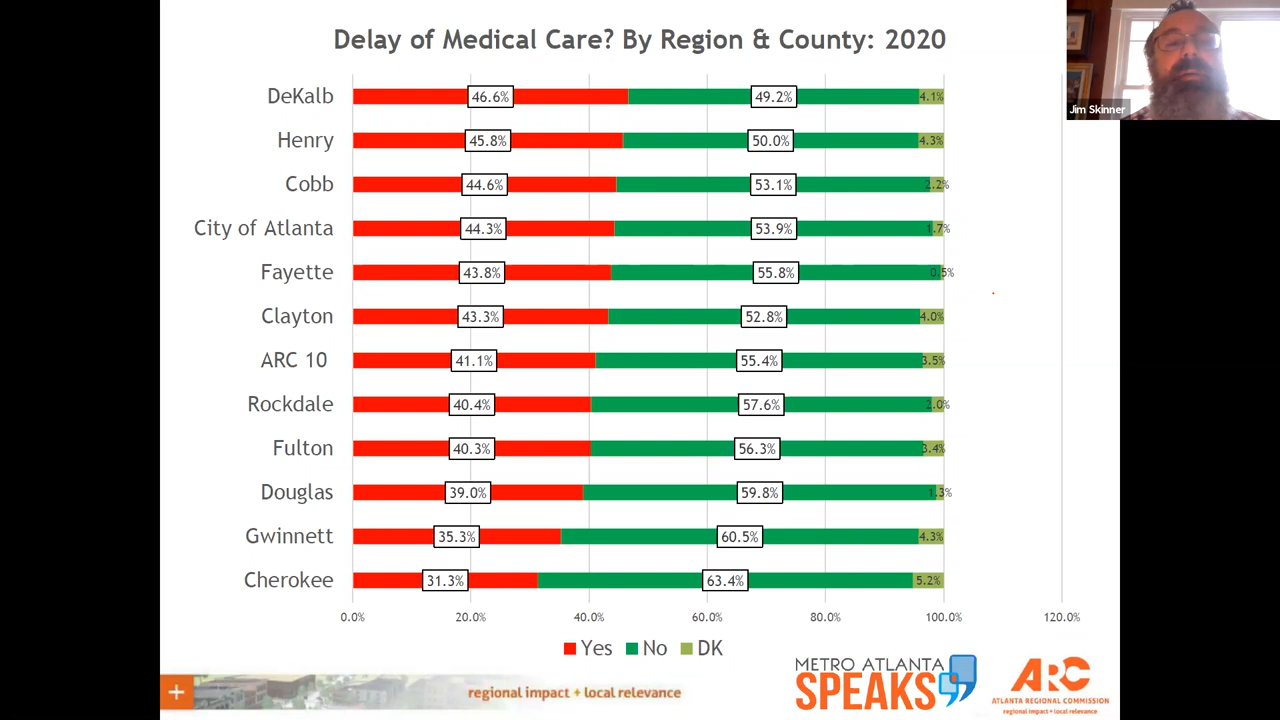 Delay of Medical Care? By Region & County: 2020
Jim Skinner
DeKalb 46.6% 49.2% 4.1%
Henry 45.8% 50.0% 4.3%
Cobb 44.6% 53.1% 2.2%
City of Atlanta 44.3% 53.9% 1.7%
Fayette 43.8% 55.8% 0.5%
Clayton 43.3% 52.8% 4.0%
ARC 10 41.1% 55.4% 3.5%
Rockdale 40.4% 57.6% 2.0%
Fulton 40.3% 56.3% 3.4%
Douglas 39.0% 59.8% 1.3%
Gwinnett 35.3% 60.5% 4.3%
Cherokee 31.3% 63.4% 5.2%
0.0% 20.0% 40.0% 60.0% 80.0% 100.0% 120.0%
Yes No DK
regional impact + local relevance
METRO ATLANTA
SPEAKS
ARC
ATLANTA REGIONAL COMMISSION
regional impact + local relevance